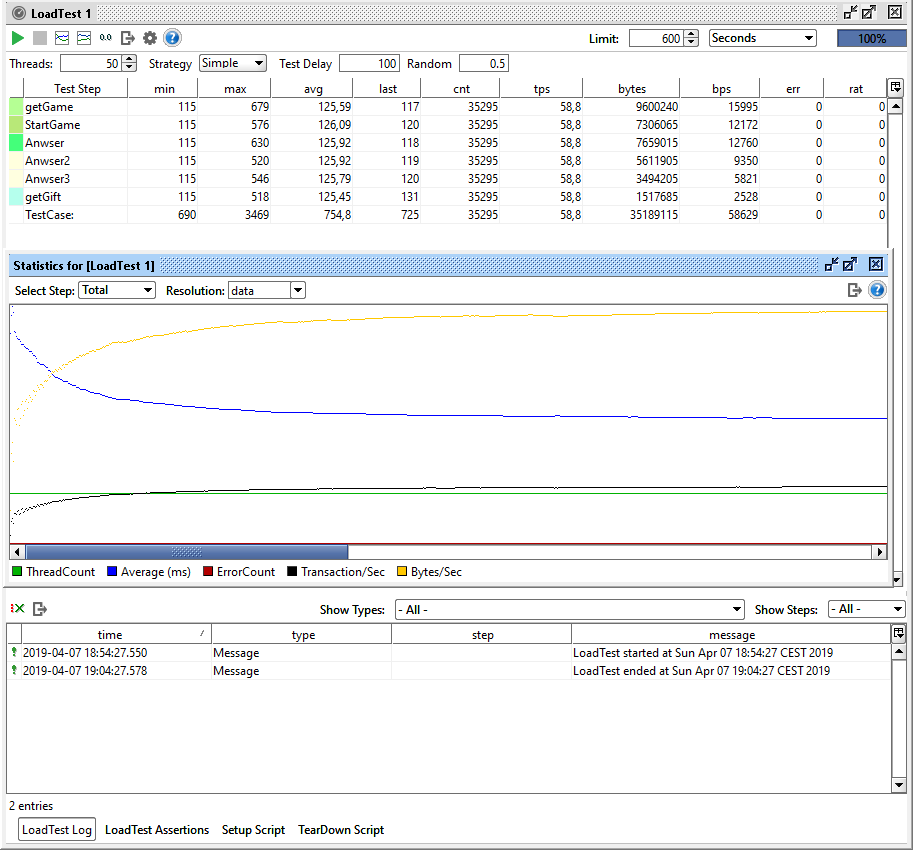 LoadTest 1
0.0 ? Limit: 600 Seconds 100%
Threads: 50 Strategy Simple Test Delay 100 Random 0.5
Test Step min max avg last cnt tps bytes bps err rat
getGame 115 679 125,59 117 35295 58,8 9600240 15995 0 0
StartGame 115 576 126,09 120 35295 58,8 7306065 12172 0 0
Anwser 115 630 125,92 118 35295 58,8 7659015 12760 0 0
Anwser2 115 520 125,92 119 35295 58,8 5611905 9350 0 0
Anwser3 115 546 125,79 120 35295 58,8 3494205 5821 0 0
getGift 115 518 125,45 131 35295 58,8 1517685 2528 0 0
TestCase: 690 3469 754,8 725 35295 58,8 35189115 58629 0 0
Statistics for [LoadTest 1]
Select Step: Total Resolution: data ?
ThreadCount Average (ms) ErrorCount Transaction/Sec Bytes/Sec
Show Types: - All - Show Steps: - All -
time type step message
2019-04-07 18:54:27.550 Message LoadTest started at Sun Apr 07 18:54:27 CEST 2019
2019-04-07 19:04:27.578 Message LoadTest ended at Sun Apr 07 19:04:27 CEST 2019
2 entries
LoadTest Log LoadTest Assertions Setup Script TearDown Script